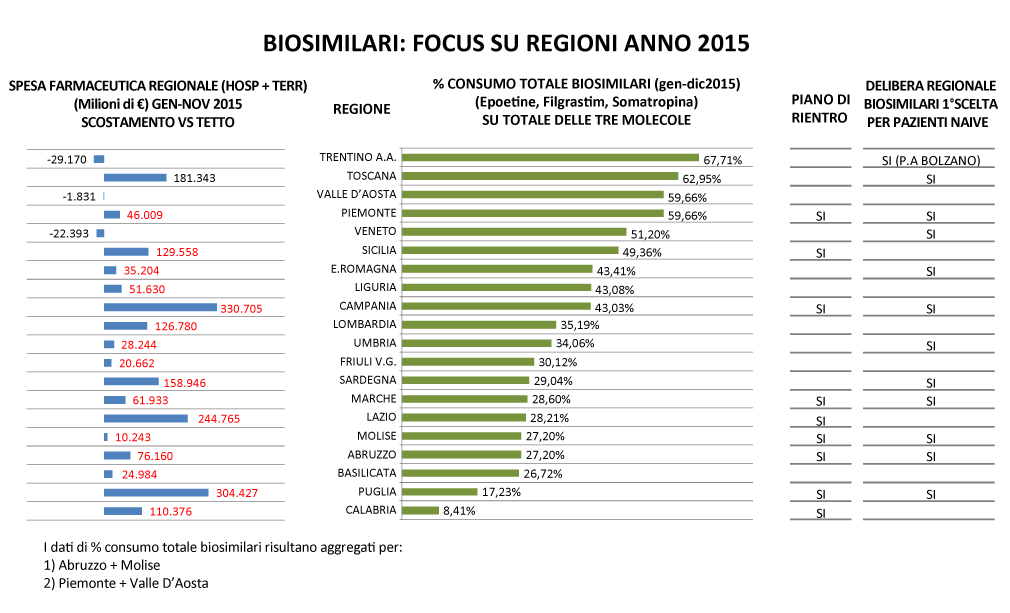 BIOSIMILARI: FOCUS SU REGIONI ANNO 2015
SPESA FARMACEUTICA REGIONALE (HOSP + TERR)
(Milioni di €) GEN-NOV 2015
SCOSTAMENTO VS TETTO
REGIONE
% CONSUMO TOTALE BIOSIMILARI (gen-dic2015)
(Epoetine, Filgrastim, Somatropina)
SU TOTALE DELLE TRE MOLECOLE
PIANO DI
RIENTRO
DELIBERA REGIONALE
BIOSIMILARI 1°SCELTA
PER PAZIENTI NAIVE
-29.170 TRENTINO A.A. 67,71% SI (P.A BOLZANO)
181.343 TOSCANA 62,95% SI
-1.831 VALLE D’AOSTA 59,66%
46.009 PIEMONTE 59,66% SI SI
-22.393 VENETO 51,20% SI
129.558 SICILIA 49,36% SI
35.204 E.ROMAGNA 43,41% SI
51.630 LIGURIA 43,08%
330.705 CAMPANIA 43,03% SI SI
126.780 LOMBARDIA 35,19%
28.244 UMBRIA 34,06% SI
20.662 FRIULI V.G. 30,12%
158.946 SARDEGNA 29,04% SI
61.933 MARCHE 28,60% SI SI
244.765 LAZIO 28,21% SI
10.243 MOLISE 27,20% SI SI
76.160 ABRUZZO 27,20% SI SI
24.984 BASILICATA 26,72%
304.427 PUGLIA 17,23% SI SI
110.376 CALABRIA 8,41% SI
I dati di % consumo totale biosimilari risultano aggregati per:
1) Abruzzo + Molise
2) Piemonte + Valle D’Aosta